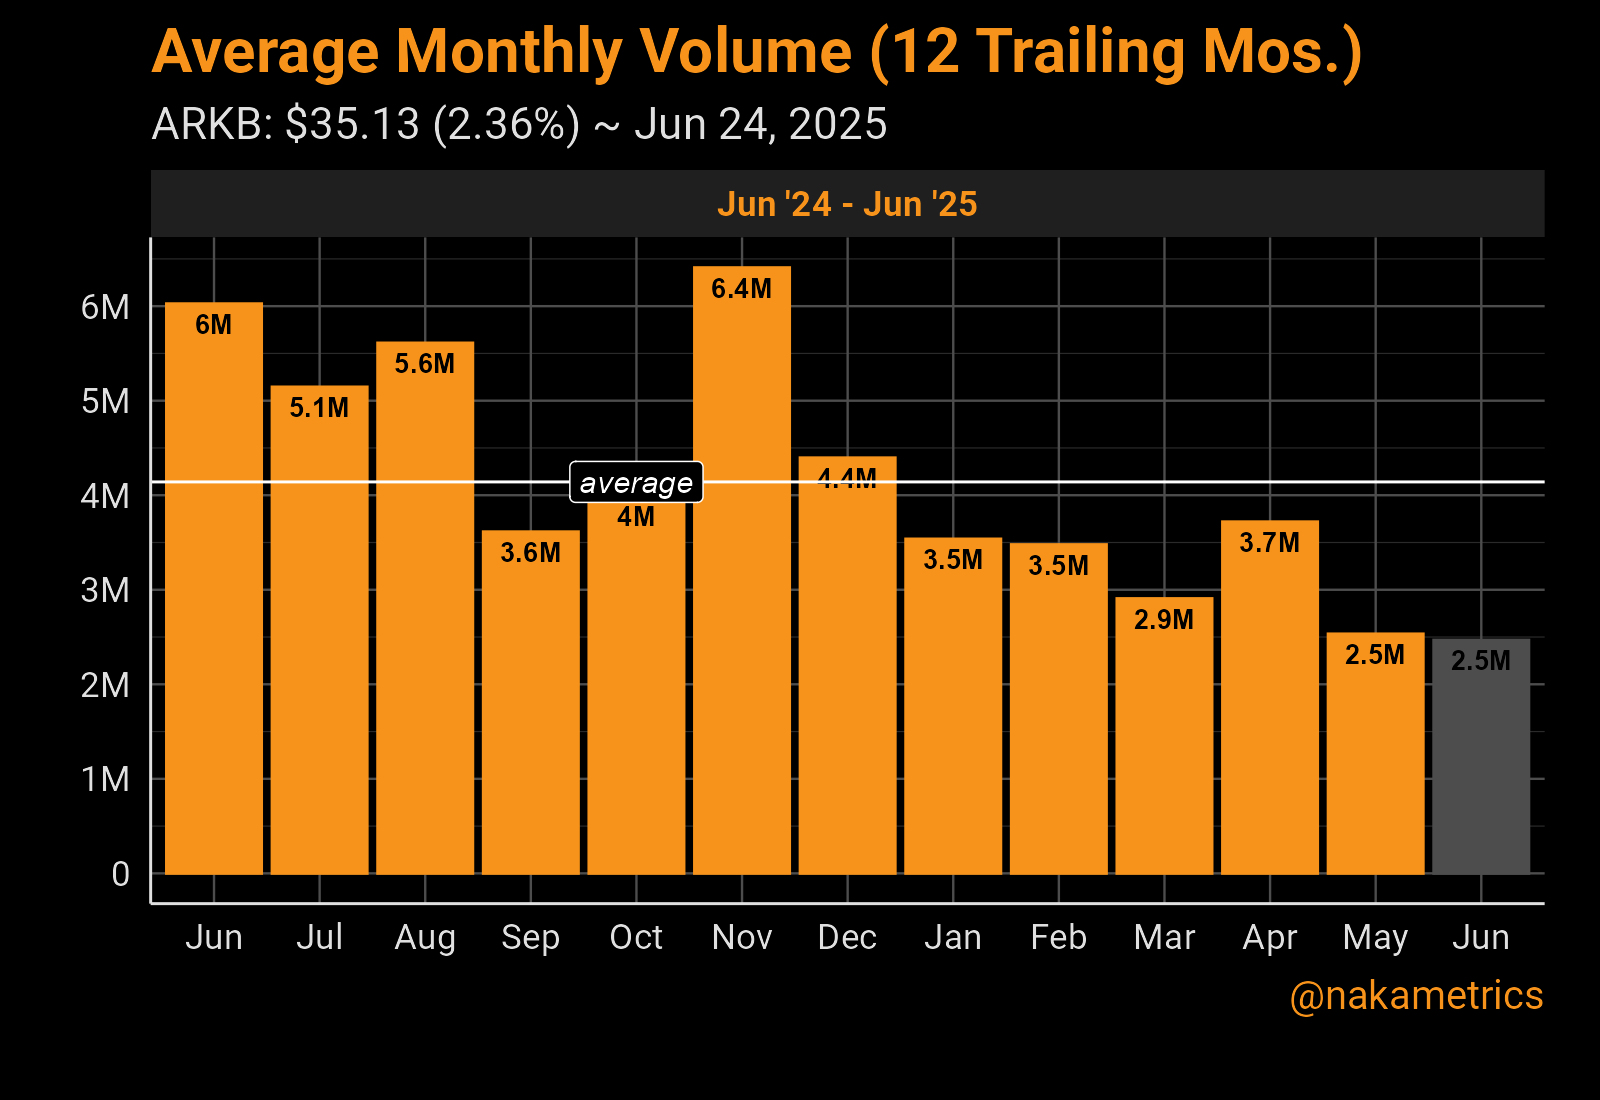 Average Monthly Volume (12 Trailing Mos.)
ARKB: $35.13 (2.36%) ~ Jun 24, 2025
Jun '24 - Jun '25
6M
5M
4M
3M
2M
1M
0
6M
5.1M
5.6M
3.6M
4M
6.4M
4.4M
3.5M
3.5M
2.9M
3.7M
2.5M
2.5M
average
Jun Jul Aug Sep Oct Nov Dec Jan Feb Mar Apr May Jun
@nakametrics